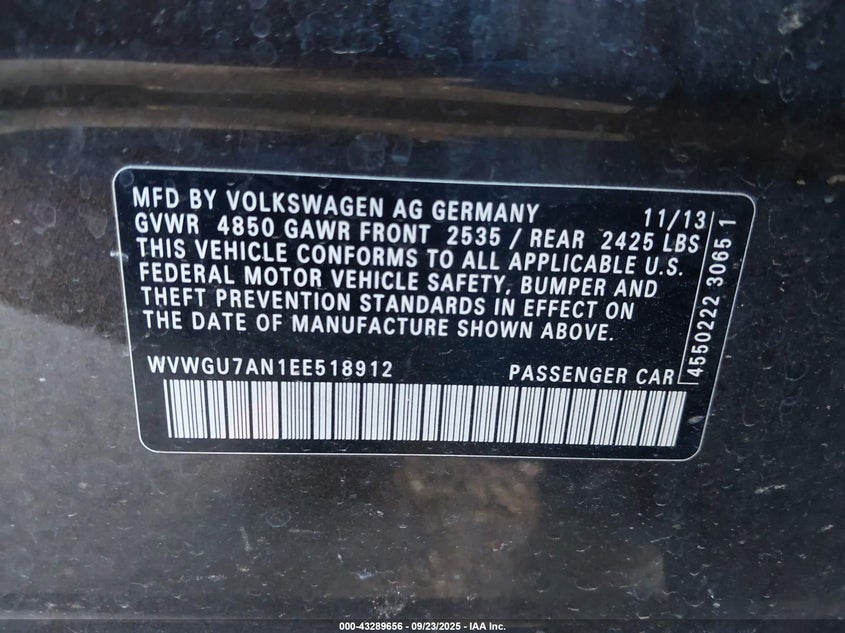 MFD BY VOLKSWAGEN AG GERMANY 11/13
GVWR 4850 GAWR FRONT 2535 / REAR 2425 LBS
THIS VEHICLE CONFORMS TO ALL APPLICABLE U.S.
FEDERAL MOTOR VEHICLE SAFETY, BUMPER AND
THEFT PREVENTION STANDARDS IN EFFECT ON
THE DATE OF MANUFACTURE SHOWN ABOVE.
WVWGU7AN1EE518912 PASSENGER CAR
4550222 3065 1
000-43289656 - 09/23/2025 - IAA Inc.